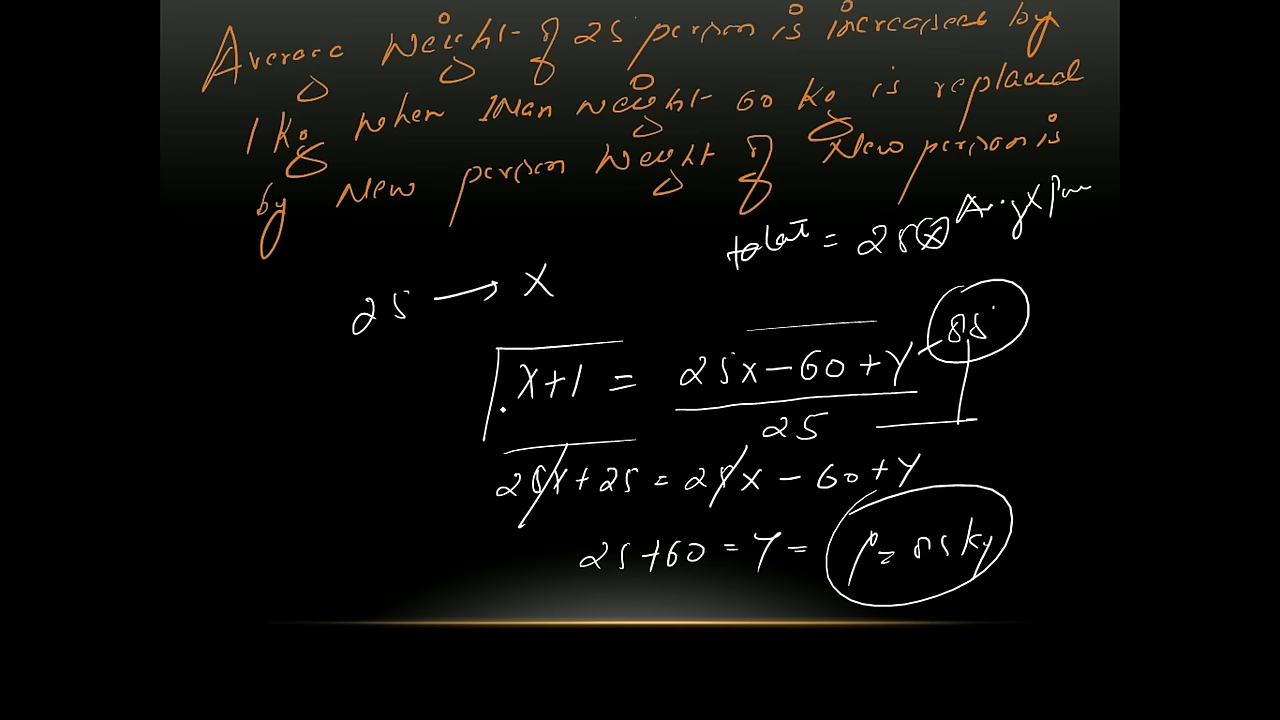 Average weight of 25 person is increased by
1 kg when 1 Man weight 60 kg is replaced
by New person weight of New person is
total = 25x Avg x
25 → X
X+1 = 25x - 60 + Y
85
25
25x + 25 = 25x - 60 + Y
25+60 = Y = = 85 kg